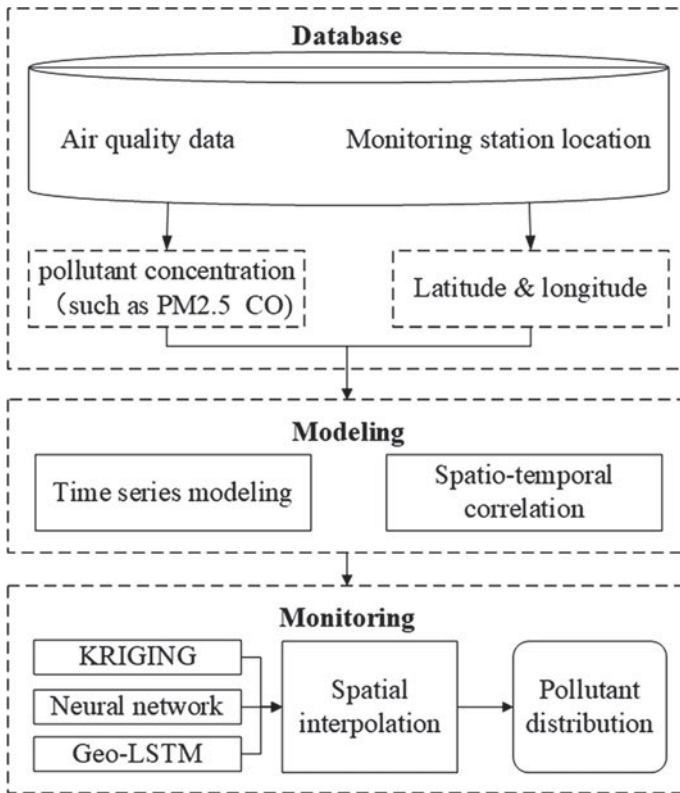 Database
Air quality data
Monitoring station location
pollutant concentration
（such as PM2.5 CO)
Latitude & longitude
Modeling
Time series modeling
Spatio-temporal
correlation
Monitoring
KRIGING
Neural network
Geo-LSTM
Spatial
interpolation
Pollutant
distribution